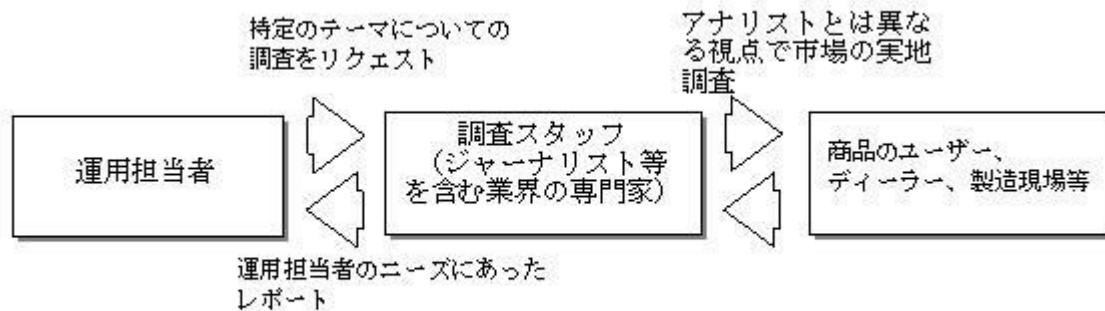 特定のテーマについての
調査をリクエスト
アナリストとは異な
る視点で市場の実地
調査
運用担当者
調査スタッフ
(ジャーナリスト等
を含む業界の専門家)
商品のユーザー、
ディーラー、製造現場等
運用担当者のニーズにあった
レポート